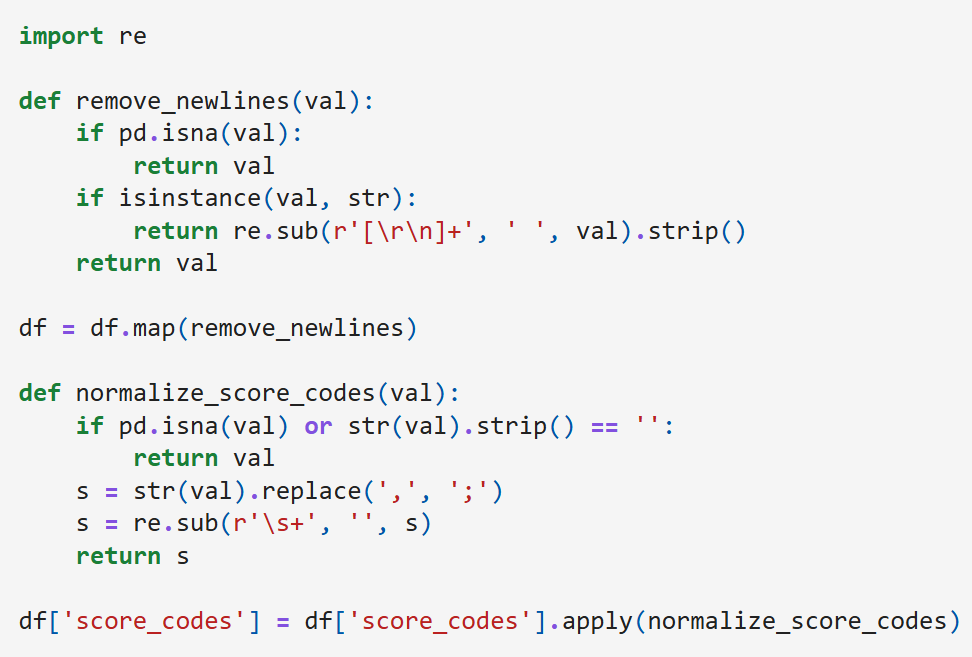 import re

def remove_newlines(val):
    if pd.isna(val):
        return val
    if isinstance(val, str):
        return re.sub(r'[\r\n]+', ' ', val).strip()
    return val

df = df.map(remove_newlines)

def normalize_score_codes(val):
    if pd.isna(val) or str(val).strip() == '':
        return val
    s = str(val).replace(',', ';')
    s = re.sub(r'\s+', '', s)
    return s

df['score_codes'] = df['score_codes'].apply(normalize_score_codes)